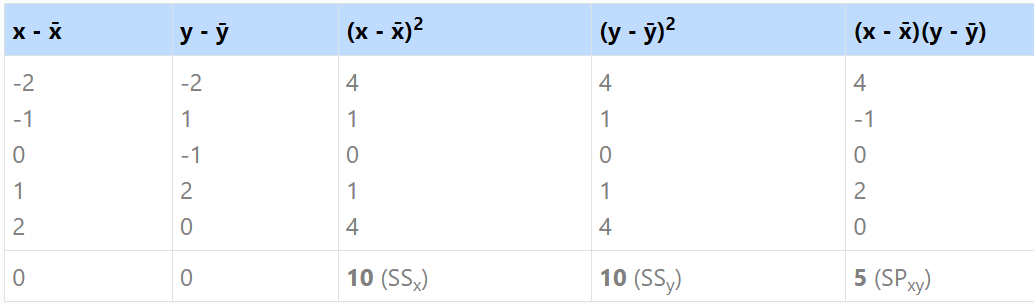 x - x̄ y - ȳ (x - x̄)² (y - ȳ)² (x - x̄)(y - ȳ)
-2 -2 4 4 4
-1 1 1 1 -1
0 -1 0 0 0
1 2 1 1 2
2 0 4 4 0
0 0 10 (SSₓ) 10 (SSy) 5 (SPxy)